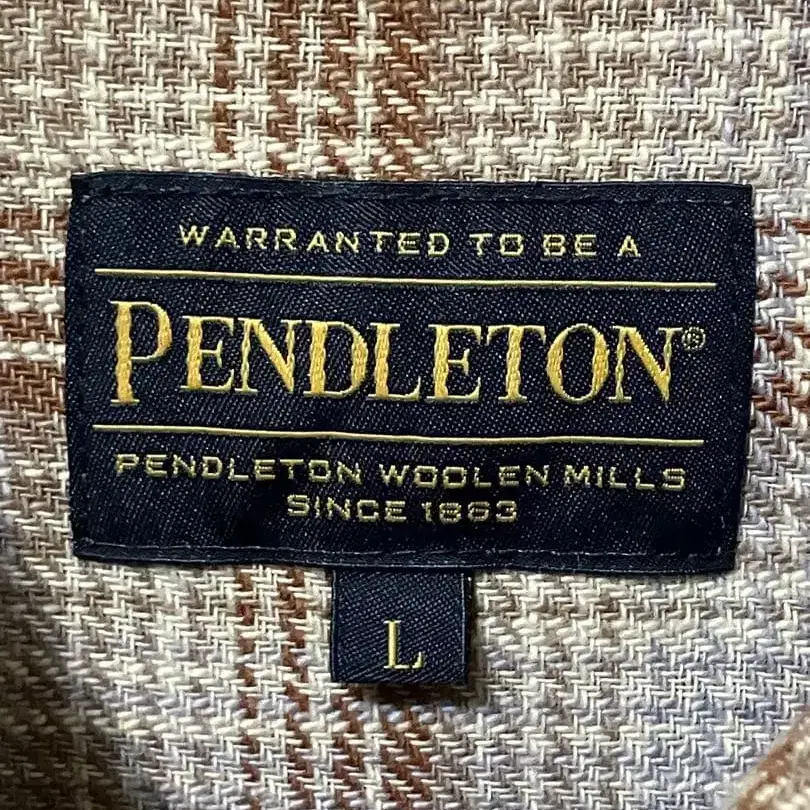 WARRANTED TO BE A
PENDLETON®
PENDLETON WOOLEN MILLS
SINCE 1863
L